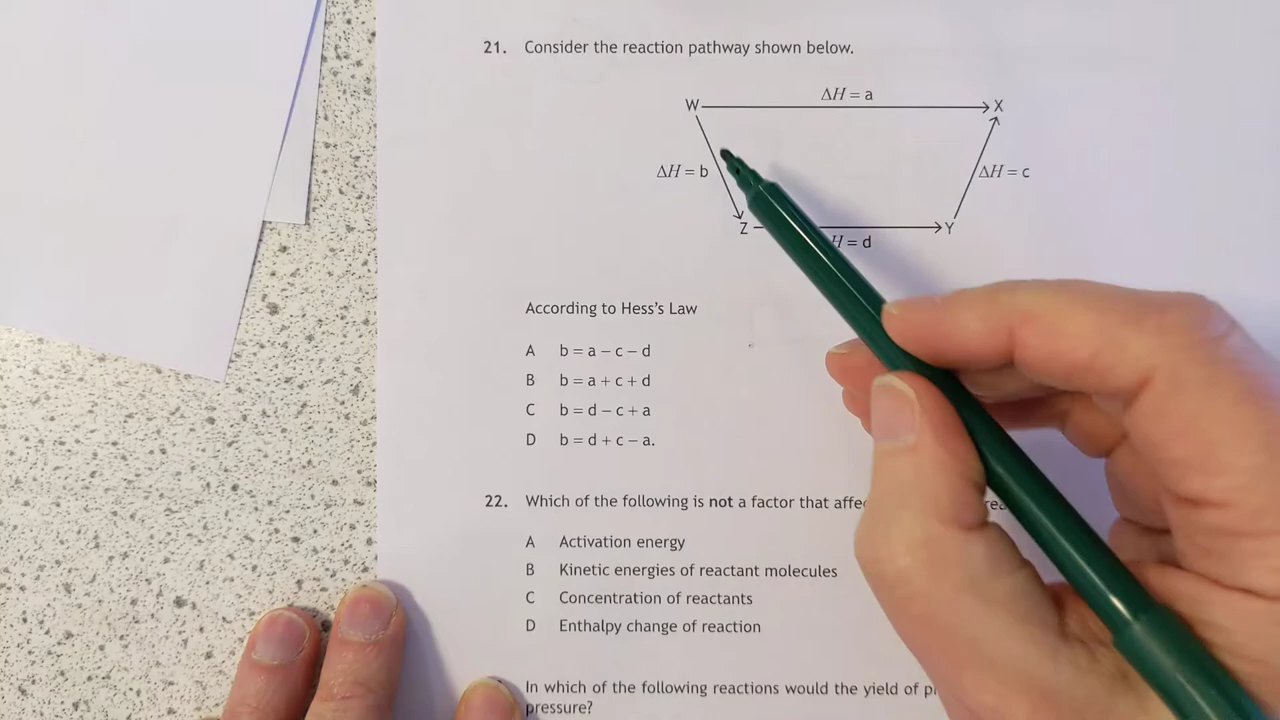 21. Consider the reaction pathway shown below.
ΔH = a
W X
ΔH = b ΔH = c
Z Y
H = d
According to Hess's Law
A b = a – c – d
B b = a + c + d
C b = d – c + a
D b = d + c – a.
22. Which of the following is not a factor that
A Activation energy
B Kinetic energies of reactant molecules
C Concentration of reactants
D Enthalpy change of reaction
In which of the following reactions would the yield of
pressure?